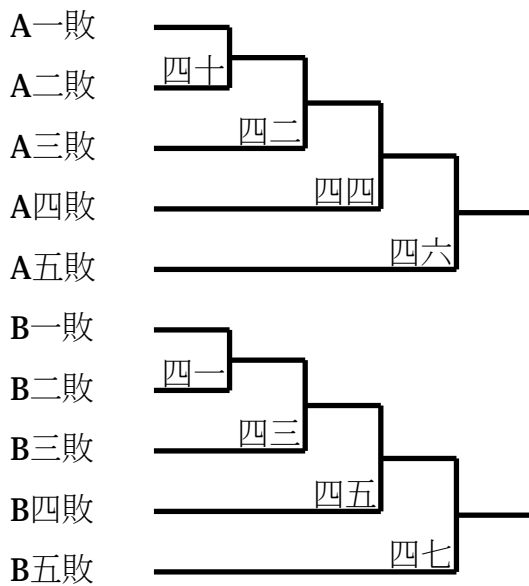 A一敗
四十
A二敗
四二
A三敗
四四
A四敗
四六
A五敗
B一敗
四一
B二敗
四三
B三敗
四五
B四敗
四七
B五敗